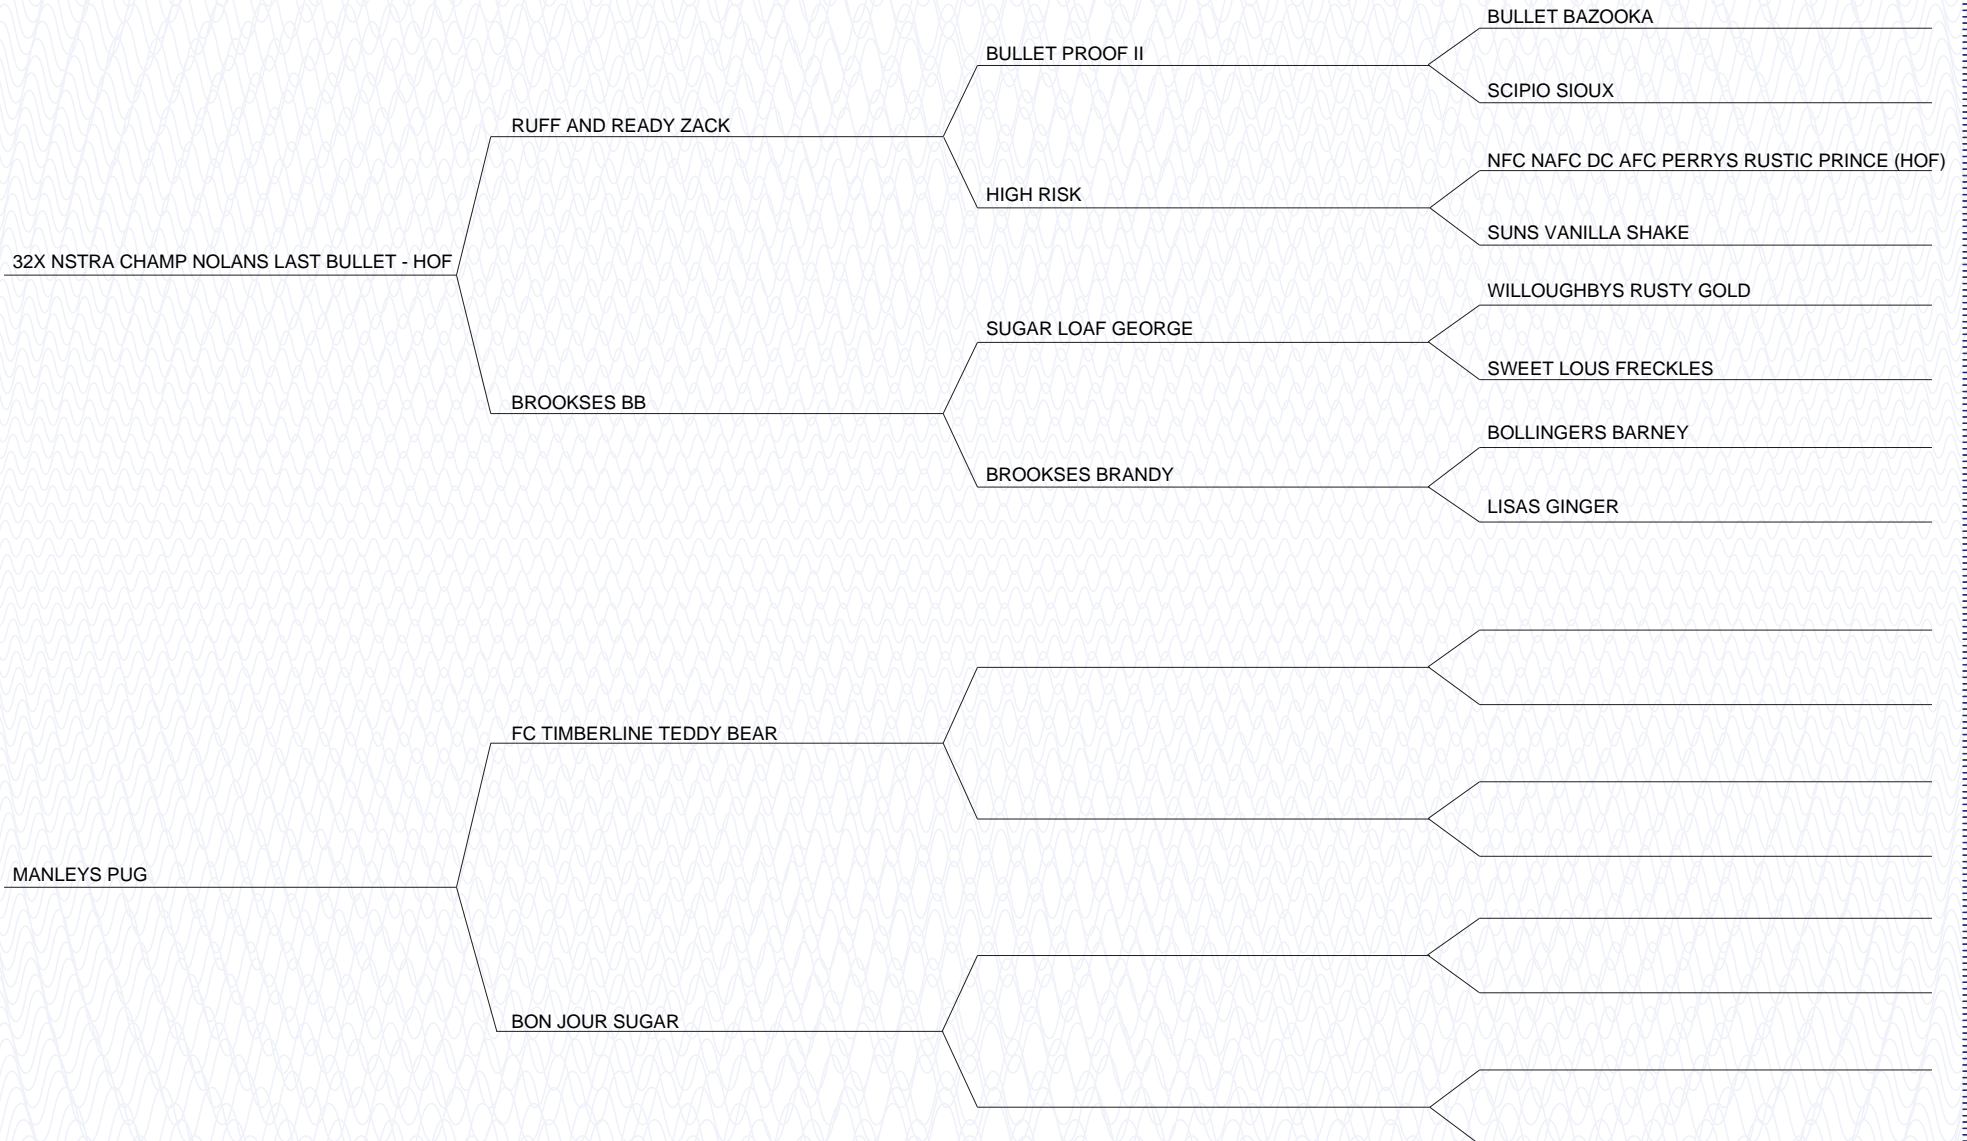 BULLET BAZOOKA
BULLET PROOF II
SCIPIO SIOUX
RUFF AND READY ZACK
NFC NAFC DC AFC PERRYS RUSTIC PRINCE (HOF)
HIGH RISK
SUNS VANILLA SHAKE
32X NSTRA CHAMP NOLANS LAST BULLET - HOF
WILLOUGHBYS RUSTY GOLD
SUGAR LOAF GEORGE
SWEET LOUS FRECKLES
BROOKSES BB
BOLLINGERS BARNEY
BROOKSES BRANDY
LISAS GINGER
FC TIMBERLINE TEDDY BEAR
MANLEYS PUG
BON JOUR SUGAR